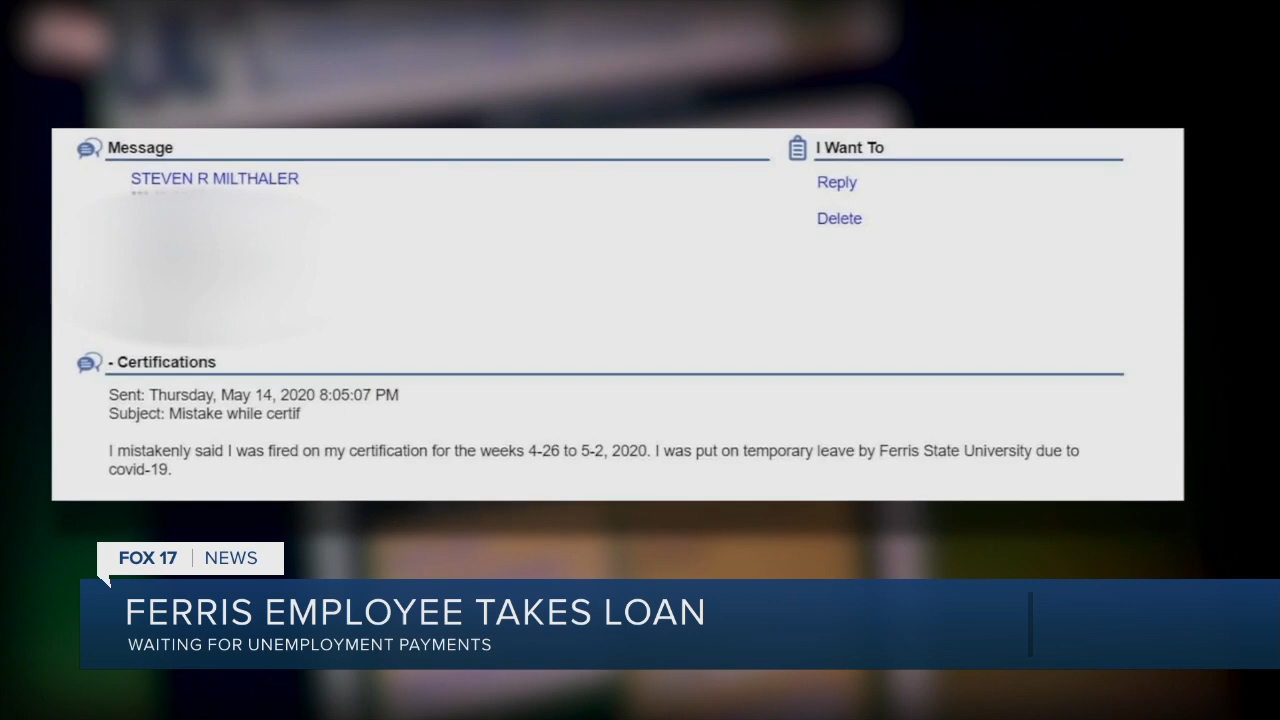 Message
I Want To
STEVEN R MILTHALER
Reply
Delete
- Certifications
Sent: Thursday, May 14, 2020 8:05:07 PM
Subject: Mistake while certif
I mistakenly said I was fired on my certification for the weeks 4-26 to 5-2, 2020. I was put on temporary leave by Ferris State University due to
covid-19.
FOX 17 | NEWS
FERRIS EMPLOYEE TAKES LOAN
WAITING FOR UNEMPLOYMENT PAYMENTS